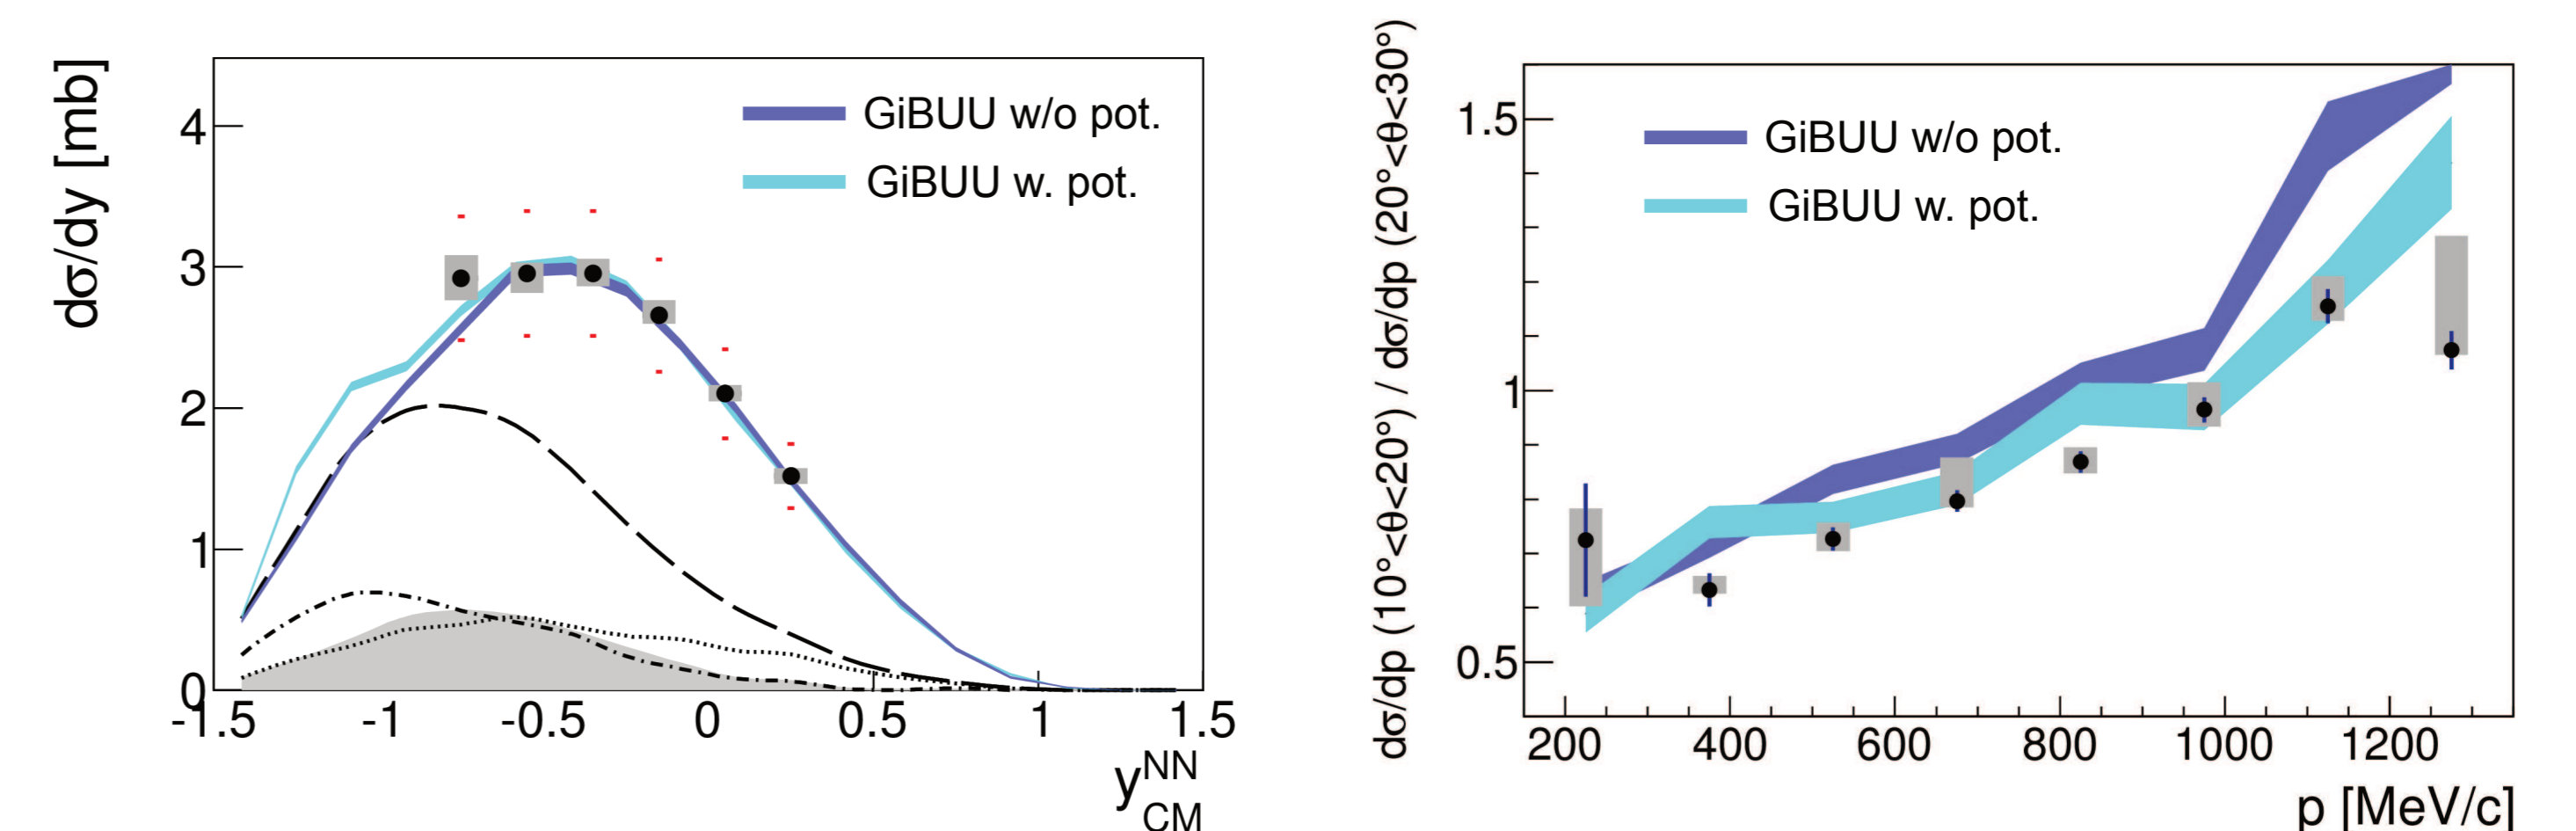 dσ/dy [mb]
4
3
2
1
0
GiBUU w/o pot.
GiBUU w. pot.
-1.5 -1 -0.5 0 0.5 1 1.5
y_CM^NN
dσ/dp (10°<θ<20°) / dσ/dp (20°<θ<30°)
1.5
1
0.5
GiBUU w/o pot.
GiBUU w. pot.
200 400 600 800 1000 1200
p [MeV/c]